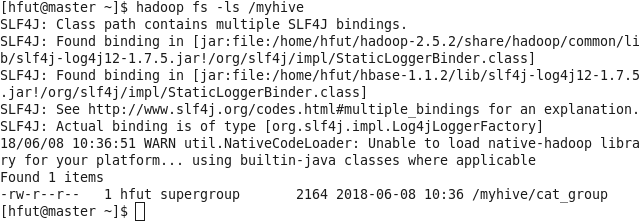 [hfut@master ~]$ hadoop fs -ls /myhive
SLF4J: Class path contains multiple SLF4J bindings.
SLF4J: Found binding in [jar:file:/home/hfut/hadoop-2.5.2/share/hadoop/common/li
b/slf4j-log4j12-1.7.5.jar!/org/slf4j/impl/StaticLoggerBinder.class]
SLF4J: Found binding in [jar:file:/home/hfut/hbase-1.1.2/lib/slf4j-log4j12-1.7.5
.jar!/org/slf4j/impl/StaticLoggerBinder.class]
SLF4J: See http://www.slf4j.org/codes.html#multiple_bindings for an explanation.
SLF4J: Actual binding is of type [org.slf4j.impl.Log4jLoggerFactory]
18/06/08 10:36:51 WARN util.NativeCodeLoader: Unable to load native-hadoop libra
ry for your platform... using builtin-java classes where applicable
Found 1 items
-rw-r--r--   1 hfut supergroup       2164 2018-06-08 10:36 /myhive/cat_group
[hfut@master ~]$